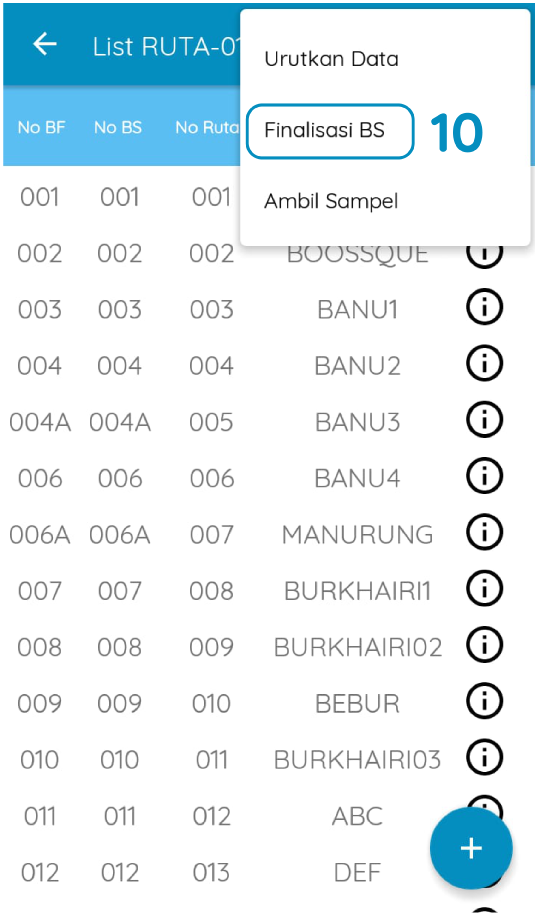 List RUTA-01
Urutkan Data
No BF No BS No Ruta
Finalisasi BS 10
Ambil Sampel
001 001 001
002 002 002 BOOSSQUE
003 003 003 BANU1
004 004 004 BANU2
004A 004A 005 BANU3
006 006 006 BANU4
006A 006A 007 MANURUNG
007 007 008 BURKHAIRI1
008 008 009 BURKHAIRI02
009 009 010 BEBUR
010 010 011 BURKHAIRI03
011 011 012 ABC
012 012 013 DEF